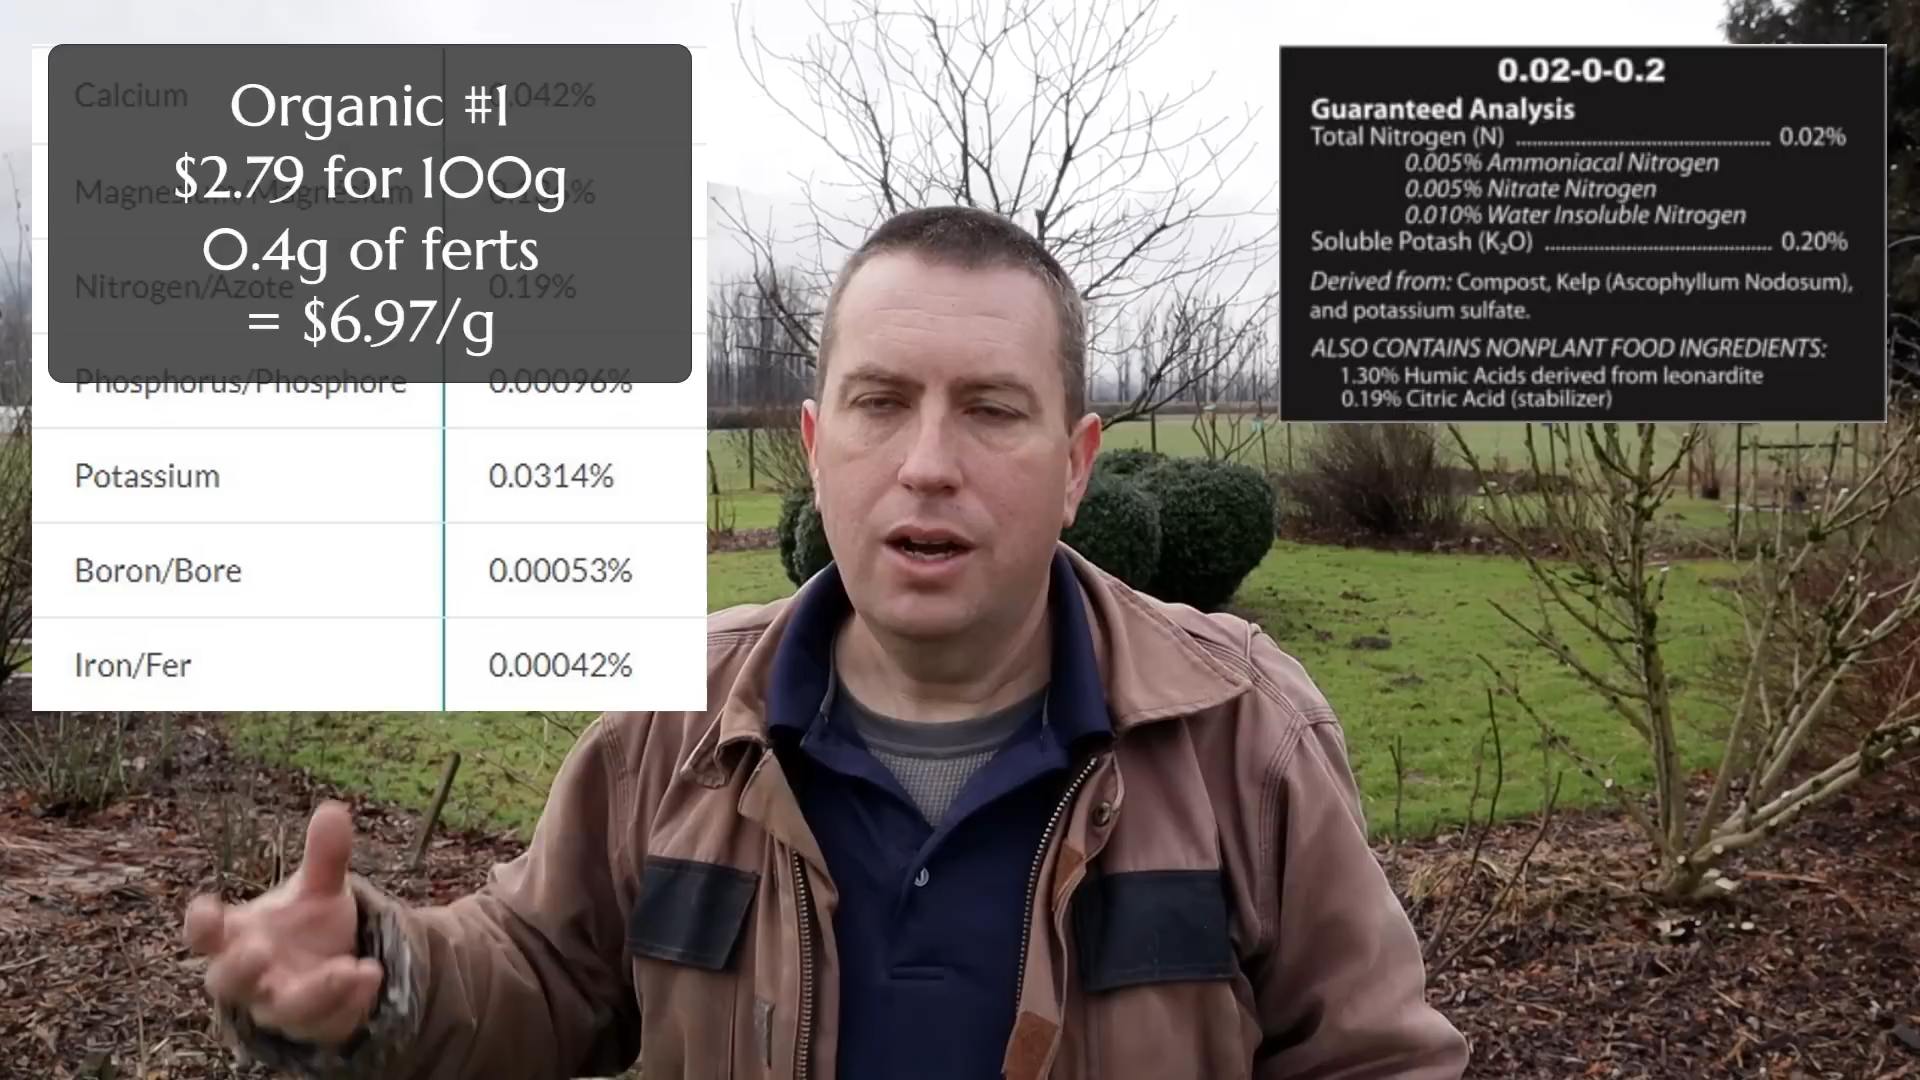 Organic #1
$2.79 for 100g
0.4g of ferts
= $6.97/g
Calcium 0.042%
Magnesium/Magnésium
Nitrogen/Azote 0.19%
Phosphorus/Phosphore 0.00096%
Potassium 0.0314%
Boron/Bore 0.00053%
Iron/Fer 0.00042%
0.02-0-0.2
Guaranteed Analysis
Total Nitrogen (N) ................................................ 0.02%
0.005% Ammoniacal Nitrogen
0.005% Nitrate Nitrogen
0.010% Water Insoluble Nitrogen
Soluble Potash (K₂O) ........................................... 0.20%
Derived from: Compost, Kelp (Ascophyllum Nodosum),
and potassium sulfate.
ALSO CONTAINS NONPLANT FOOD INGREDIENTS:
1.30% Humic Acids derived from leonardite
0.19% Citric Acid (stabilizer)